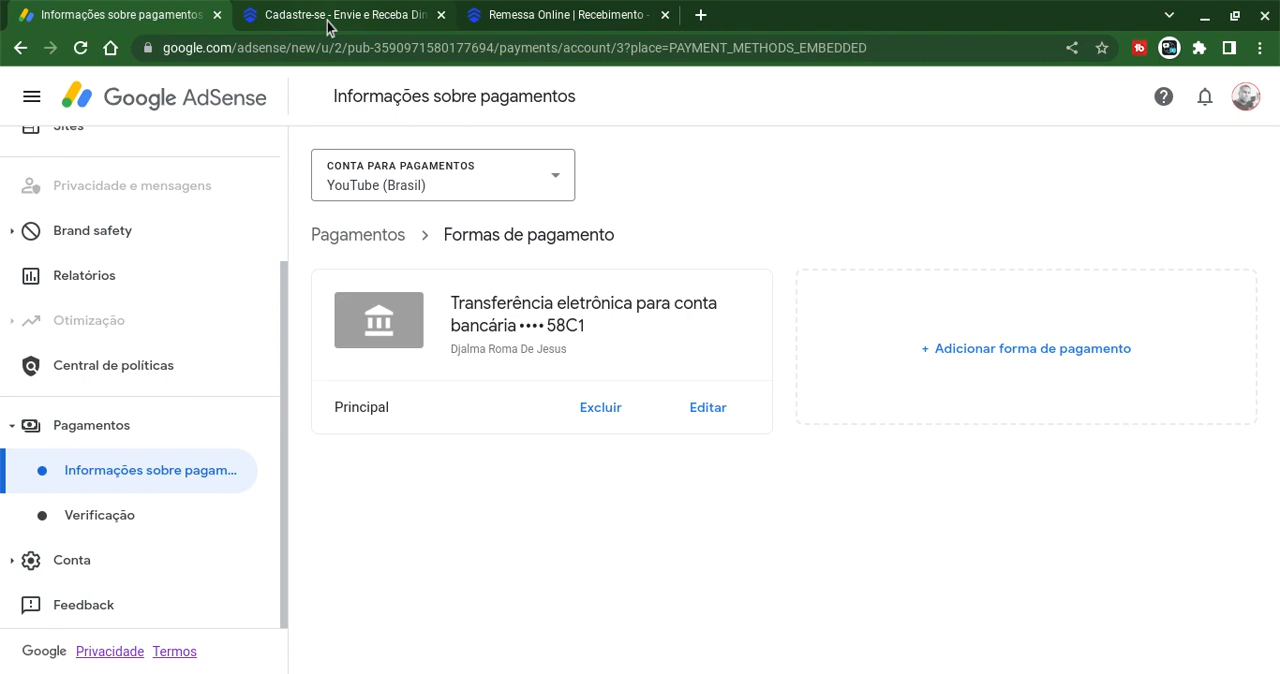 Informações sobre pagamentos
Cadastre-se - Envie e Receba Din
Remessa Online | Recebimento -
google.com/adsense/new/u/2/pub-3590971580177694/payments/account/3?place=PAYMENT_METHODS_EMBEDDED
Google AdSense
Informações sobre pagamentos
Sites
Privacidade e mensagens
Brand safety
Relatórios
Otimização
Central de políticas
Pagamentos
Informações sobre pagam...
Verificação
Conta
Feedback
Google Privacidade Termos
CONTA PARA PAGAMENTOS
YouTube (Brasil)
Pagamentos > Formas de pagamento
Transferência eletrônica para conta
bancária •••• 58C1
Djalma Roma De Jesus
Principal Excluir Editar
+ Adicionar forma de pagamento